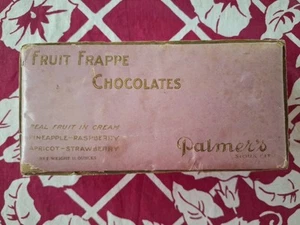 FRUIT FRAPPE
CHOCOLATES
REAL FRUIT IN CREAM
PINEAPPLE-RASPBERRY
APRICOT-STRAWBERRY
Palmer's